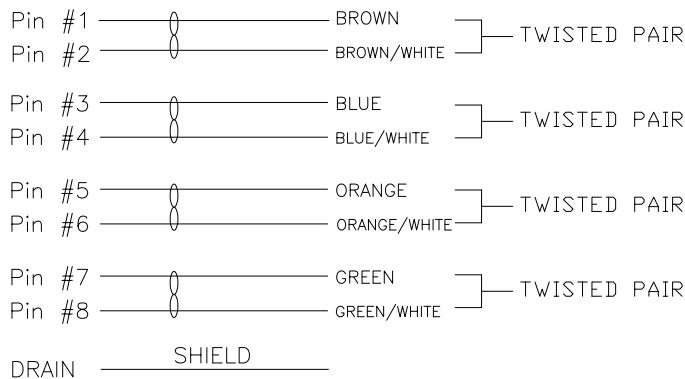 Pin #1 BROWN
TWISTED PAIR
Pin #2 BROWN/WHITE
Pin #3 BLUE
TWISTED PAIR
Pin #4 BLUE/WHITE
Pin #5 ORANGE
TWISTED PAIR
Pin #6 ORANGE/WHITE
Pin #7 GREEN
TWISTED PAIR
Pin #8 GREEN/WHITE
SHIELD
DRAIN